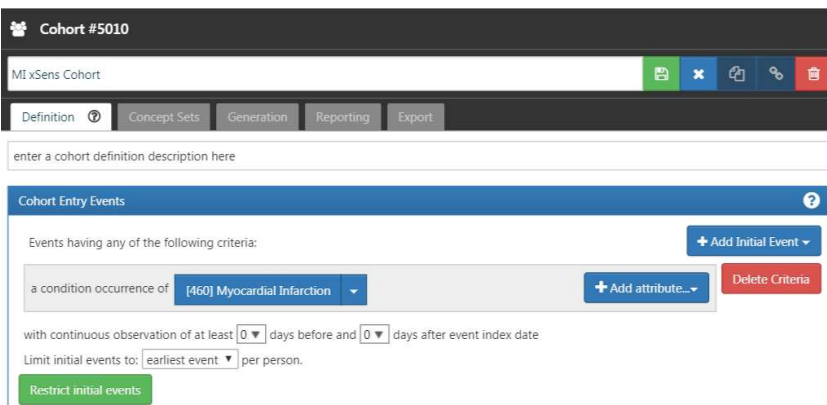 Cohort #5010
MI xSens Cohort
Definition ? Concept Sets Generation Reporting Export
enter a cohort definition description here
Cohort Entry Events ?
Events having any of the following criteria: + Add Initial Event
a condition occurrence of [460] Myocardial Infarction + Add attribute... Delete Criteria
with continuous observation of at least 0 days before and 0 days after event index date
Limit initial events to: earliest event per person.
Restrict initial events